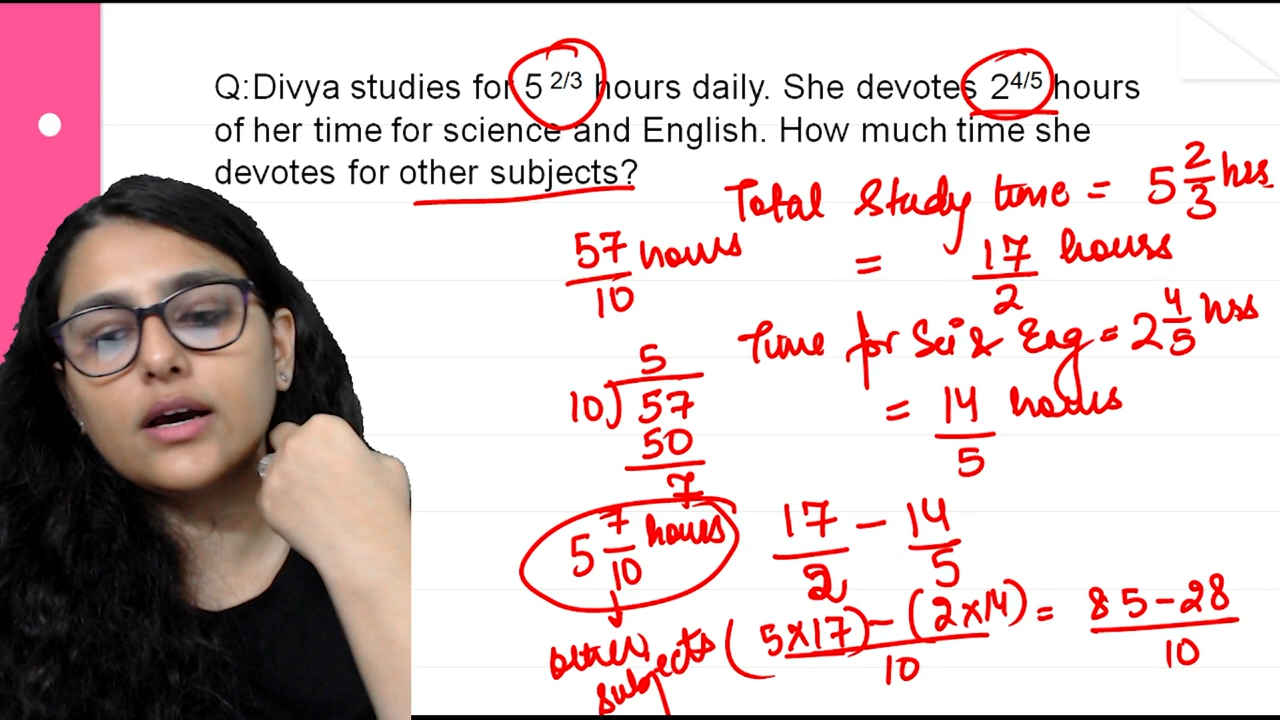 Q:Divya studies for 5 2/3 hours daily. She devotes 2 4/5 hours
of her time for science and English. How much time she
devotes for other subjects?
Total Study time = 5 2/3 hrs
= 17/2 hours
Time for Sci & Eng = 2 4/5 hrs
= 14/5 hours
17/2 - 14/5
(5×17) - (2×14) / 10 = 85-28 / 10
57/10 hours
5
10) 57
50
7
5 7/10 hours
↓
other
subjects